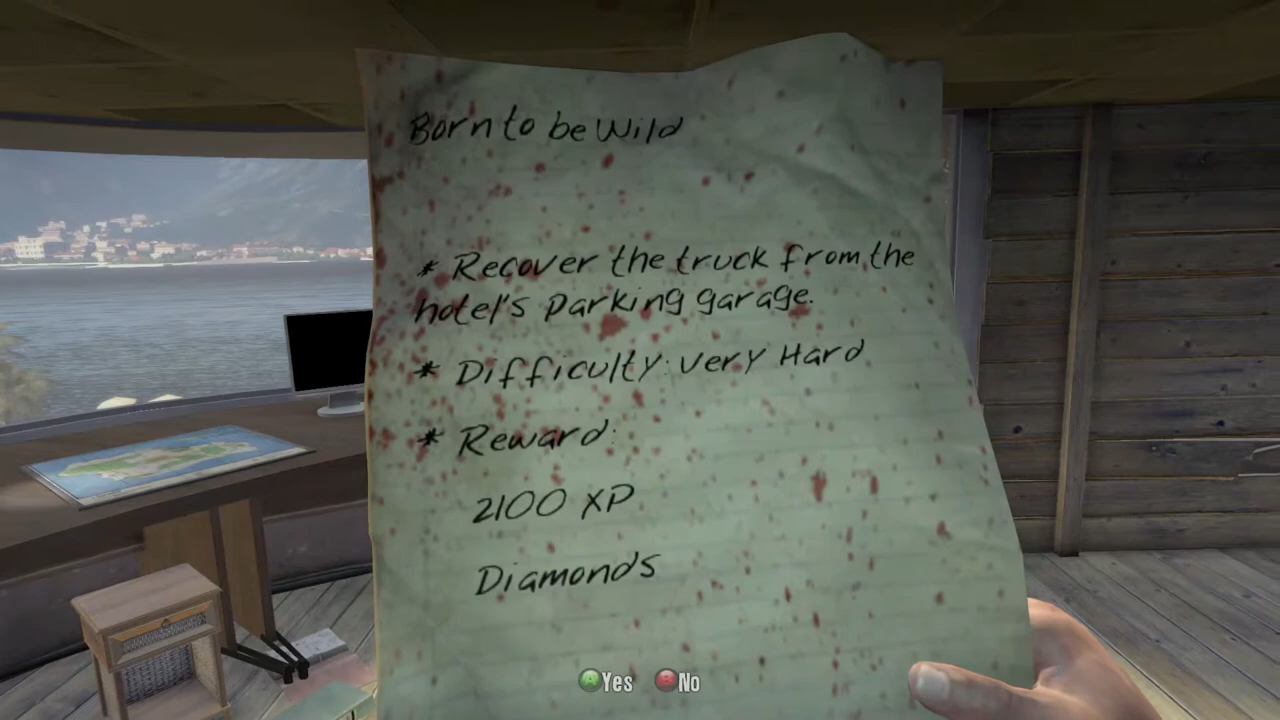 Born to be Wild
* Recover the truck from the
hotel's parking garage.
* Difficulty: very Hard
* Reward:
2100 XP
Diamonds
A Yes B No